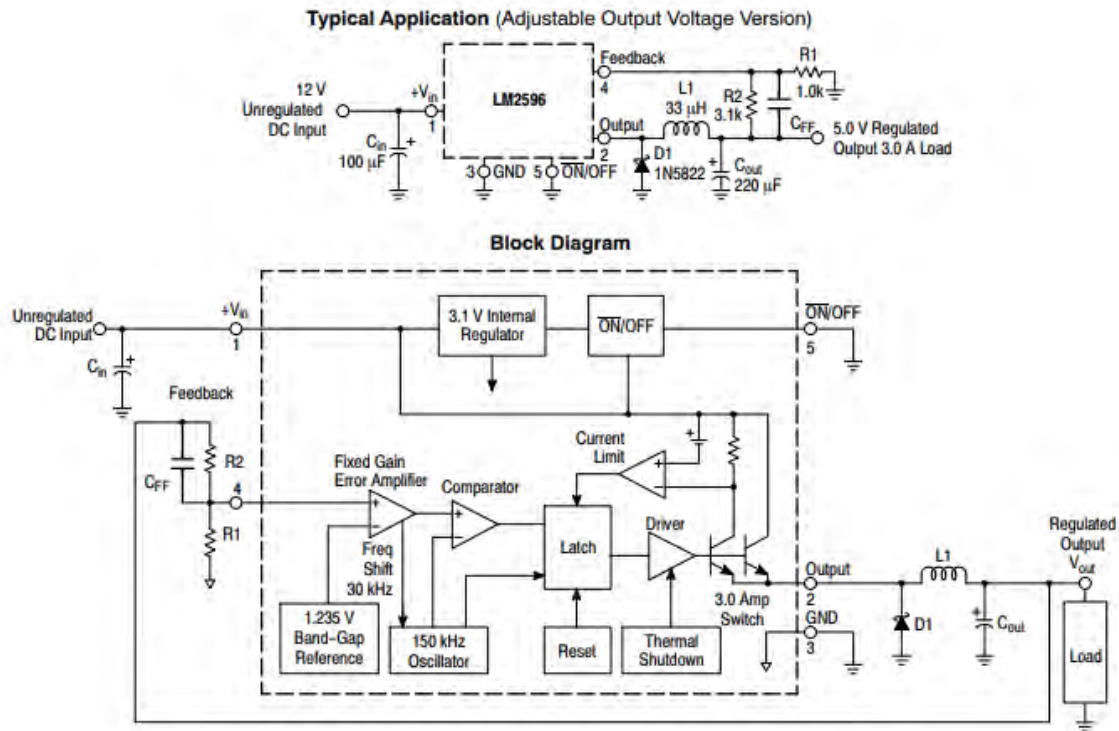 Typical Application (Adjustable Output Voltage Version)
Feedback
4
R1
1.0k
12 V
Unregulated
DC Input
+Vin
1
LM2596
L1
33 µH
R2
3.1k
CFF
Output
2
5.0 V Regulated
Output 3.0 A Load
Cin
100 µF
3
GND
5
O̅N̅/OFF
D1
1N5822
Cout
220 µF
Block Diagram
Unregulated
DC Input
+Vin
1
3.1 V Internal
Regulator
O̅N̅/OFF
O̅N̅/OFF
5
Cin
Feedback
CFF
R2
4
R1
Fixed Gain
Error Amplifier
Comparator
Current
Limit
Freq
Shift
30 kHz
Latch
Driver
Output
2
3.0 Amp
Switch
GND
3
L1
Regulated
Output
Vout
D1
Cout
Load
1.235 V
Band-Gap
Reference
150 kHz
Oscillator
Reset
Thermal
Shutdown